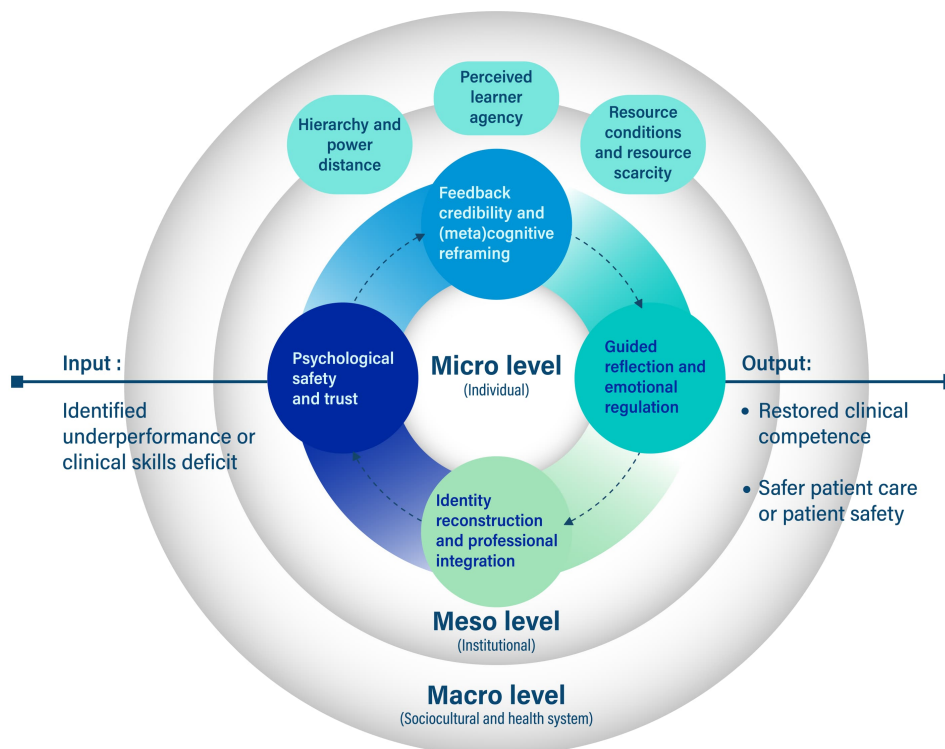 Perceived
learner
agency
Hierarchy and
power
distance
Resource
conditions
and resource
scarcity
Feedback
credibility and
(meta)cognitive
reframing
Psychological
safety
and trust
Micro level
(Individual)
Guided
reflection and
emotional
regulation
Input :
Identified
underperformance or
clinical skills deficit
Output:
• Restored clinical
competence
• Safer patient care
or patient safety
Identity
reconstruction
and professional
integration
Meso level
(Institutional)
Macro level
(Sociocultural and health system)